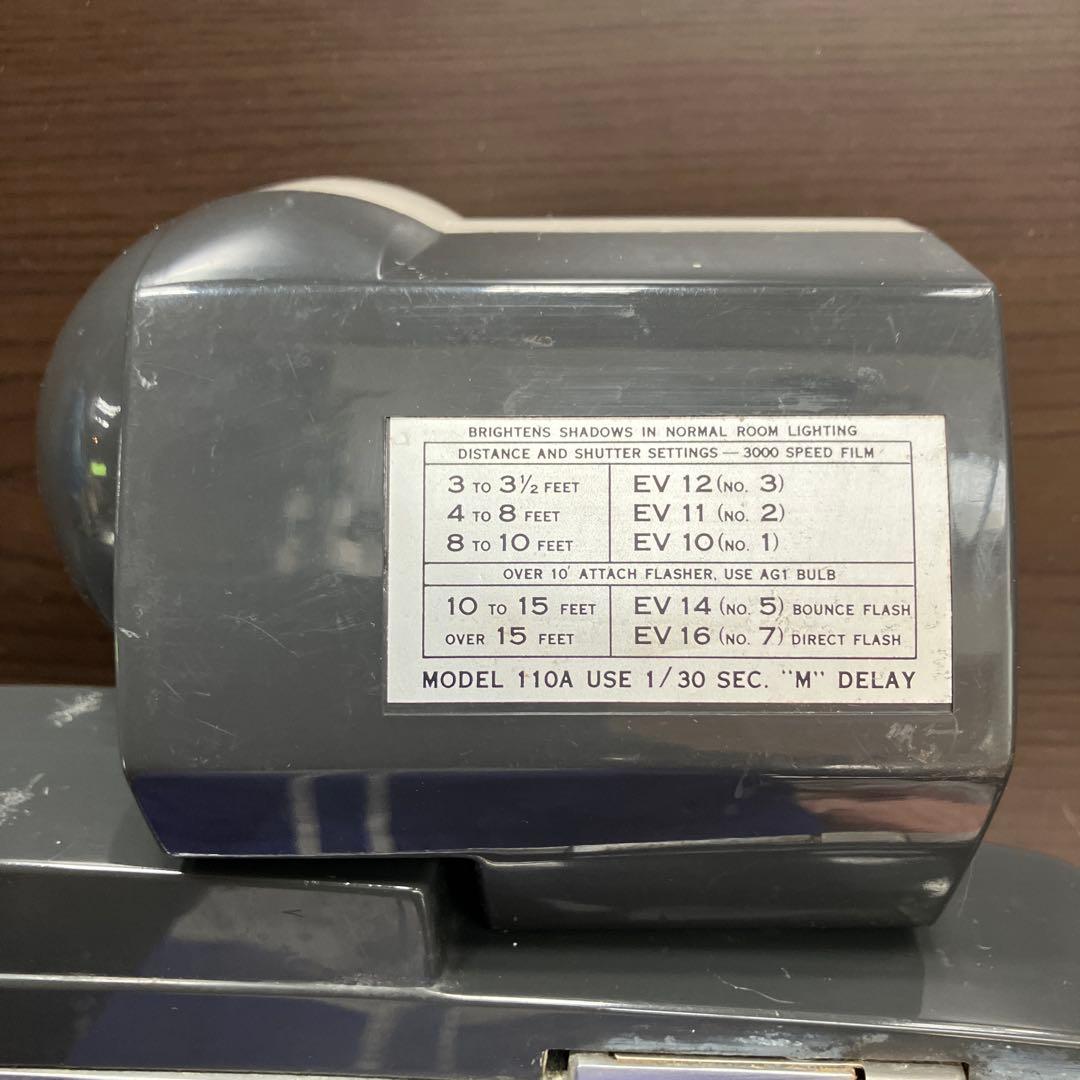 BRIGHTENS SHADOWS IN NORMAL ROOM LIGHTING
DISTANCE AND SHUTTER SETTINGS — 3000 SPEED FILM
3 TO 3½ FEET EV 12 (NO. 3)
4 TO 8 FEET EV 11 (NO. 2)
8 TO 10 FEET EV 10 (NO. 1)
OVER 10' ATTACH FLASHER, USE AG1 BULB
10 TO 15 FEET EV 14 (NO. 5) BOUNCE FLASH
OVER 15 FEET EV 16 (NO. 7) DIRECT FLASH
MODEL 110A USE 1/30 SEC. "M" DELAY